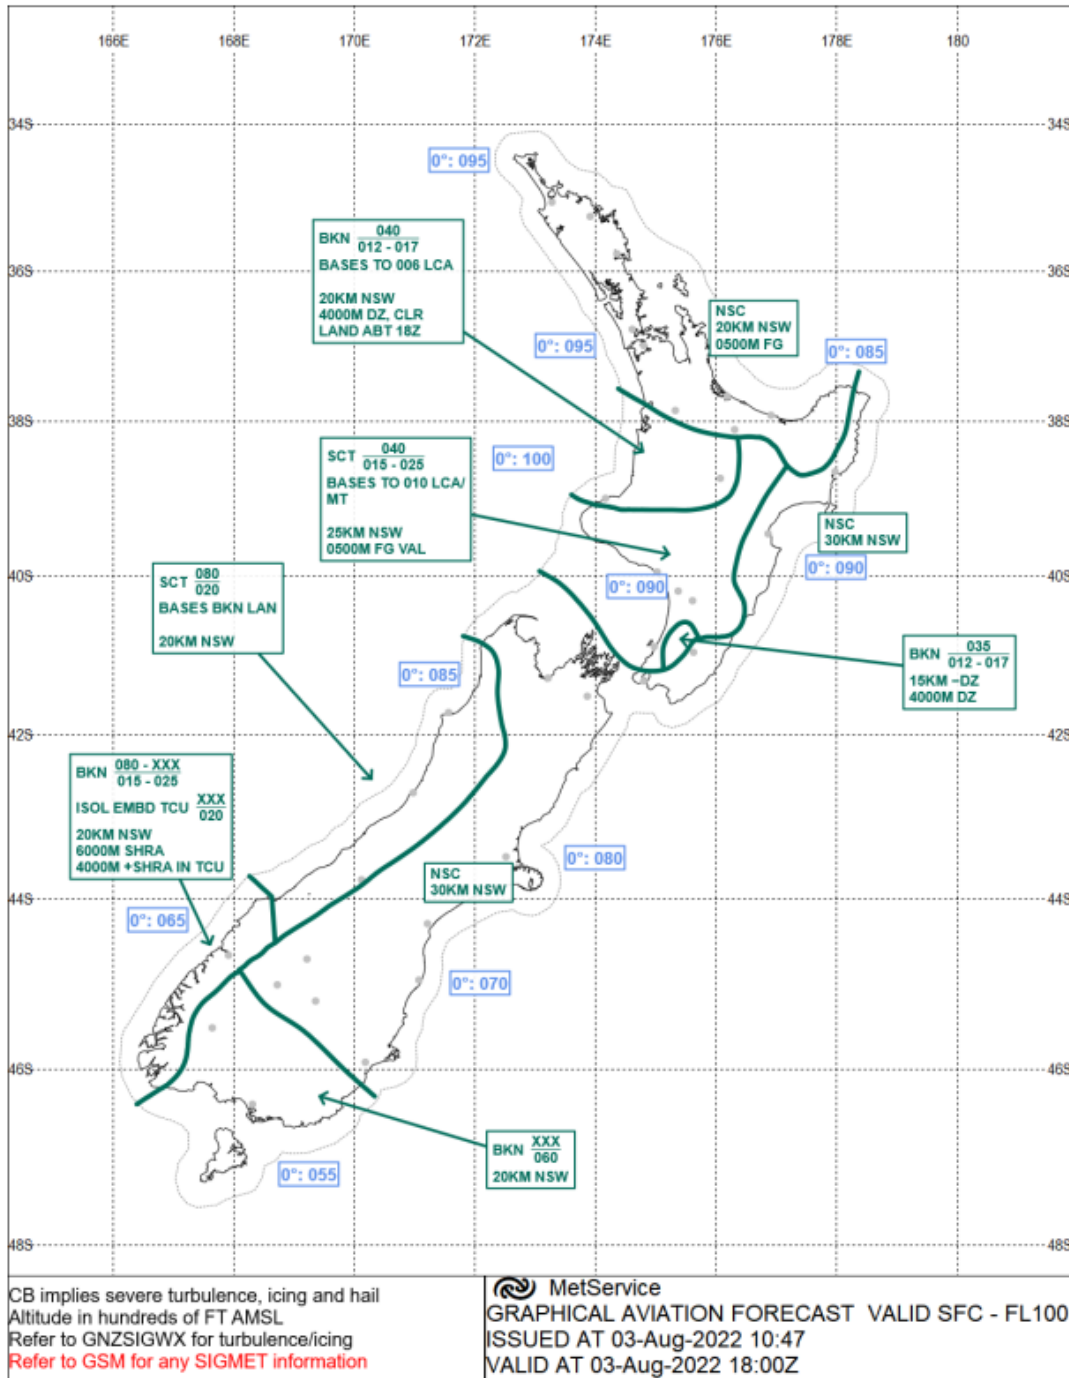 166E 168E 170E 172E 174E 176E 178E 180
34S 34S
0°: 095
BKN 040
012 - 017
BASES TO 006 LCA
20KM NSW
4000M DZ, CLR
LAND ABT 18Z
36S 36S
NSC
20KM NSW
0500M FG
0°: 095
0°: 085
38S 38S
SCT 040
015 - 025
BASES TO 010 LCA/
MT
25KM NSW
0500M FG VAL
0°: 100
NSC
30KM NSW
0°: 090
0°: 090
40S 40S
SCT 080
020
BASES BKN LAN
20KM NSW
BKN 035
012 - 017
15KM –DZ
4000M DZ
0°: 085
42S 42S
BKN 080 - XXX
015 - 025
ISOL EMBD TCU XXX
020
20KM NSW
6000M SHRA
4000M +SHRA IN TCU
0°: 080
NSC
30KM NSW
44S 44S
0°: 065
0°: 070
46S 46S
BKN XXX
060
20KM NSW
0°: 055
48S 48S
CB implies severe turbulence, icing and hail
Altitude in hundreds of FT AMSL
Refer to GNZSIGWX for turbulence/icing
Refer to GSM for any SIGMET information
MetService
GRAPHICAL AVIATION FORECAST VALID SFC - FL100
ISSUED AT 03-Aug-2022 10:47
VALID AT 03-Aug-2022 18:00Z